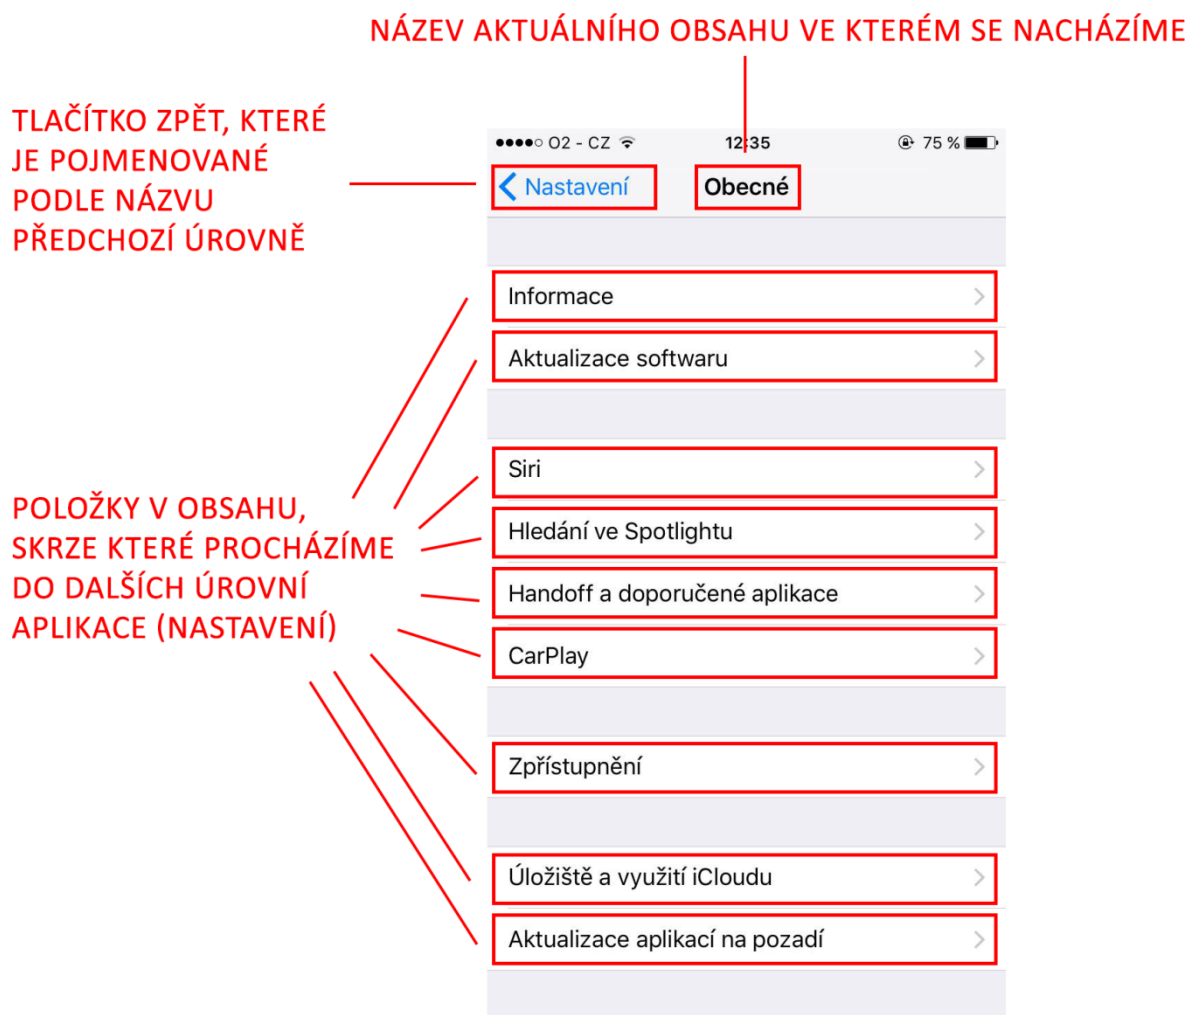 NÁZEV AKTUÁLNÍHO OBSAHU VE KTERÉM SE NACHÁZÍME
TLAČÍTKO ZPĚT, KTERÉ
JE POJMENOVANÉ
PODLE NÁZVU
PŘEDCHOZÍ ÚROVNĚ
O2 - CZ 12:35 75 %
Nastavení Obecné
Informace
Aktualizace softwaru
Siri
Hledání ve Spotlightu
Handoff a doporučené aplikace
CarPlay
Zpřístupnění
Úložiště a využití iCloudu
Aktualizace aplikací na pozadí
POLOŽKY V OBSAHU,
SKRZE KTERÉ PROCHÁZÍME
DO DALŠÍCH ÚROVNÍ
APLIKACE (NASTAVENÍ)